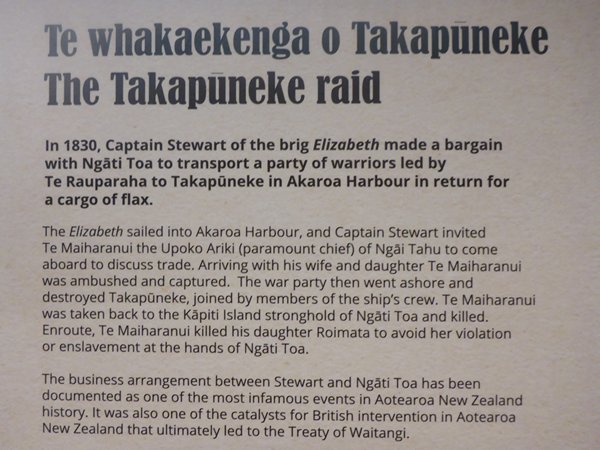 Te whakaekenga o Takapūneke
The Takapūneke raid
In 1830, Captain Stewart of the brig Elizabeth made a bargain
with Ngāti Toa to transport a party of warriors led by
Te Rauparaha to Takapūneke in Akaroa Harbour in return for
a cargo of flax.
The Elizabeth sailed into Akaroa Harbour, and Captain Stewart invited
Te Maiharanui the Upoko Ariki (paramount chief) of Ngāi Tahu to come
aboard to discuss trade. Arriving with his wife and daughter Te Maiharanui
was ambushed and captured.  The war party then went ashore and
destroyed Takapūneke, joined by members of the ship's crew. Te Maiharanui
was taken back to the Kāpiti Island stronghold of Ngāti Toa and killed.
Enroute, Te Maiharanui killed his daughter Roimata to avoid her violation
or enslavement at the hands of Ngāti Toa.
The business arrangement between Stewart and Ngāti Toa has been
documented as one of the most infamous events in Aotearoa New Zealand
history. It was also one of the catalysts for British intervention in Aotearoa
New Zealand that ultimately led to the Treaty of Waitangi.